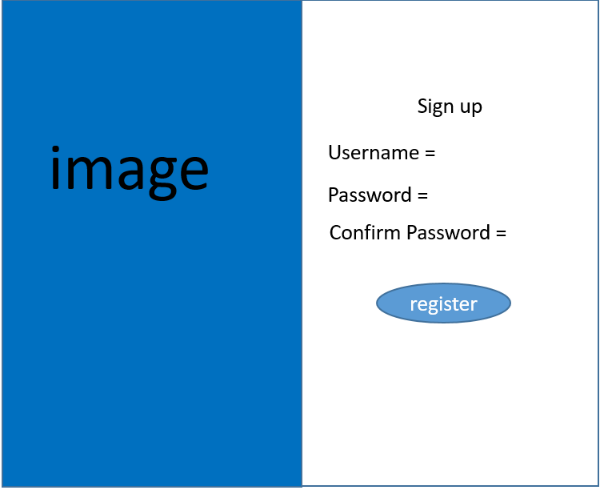 image
Sign up
Username =
Password =
Confirm Password =
register